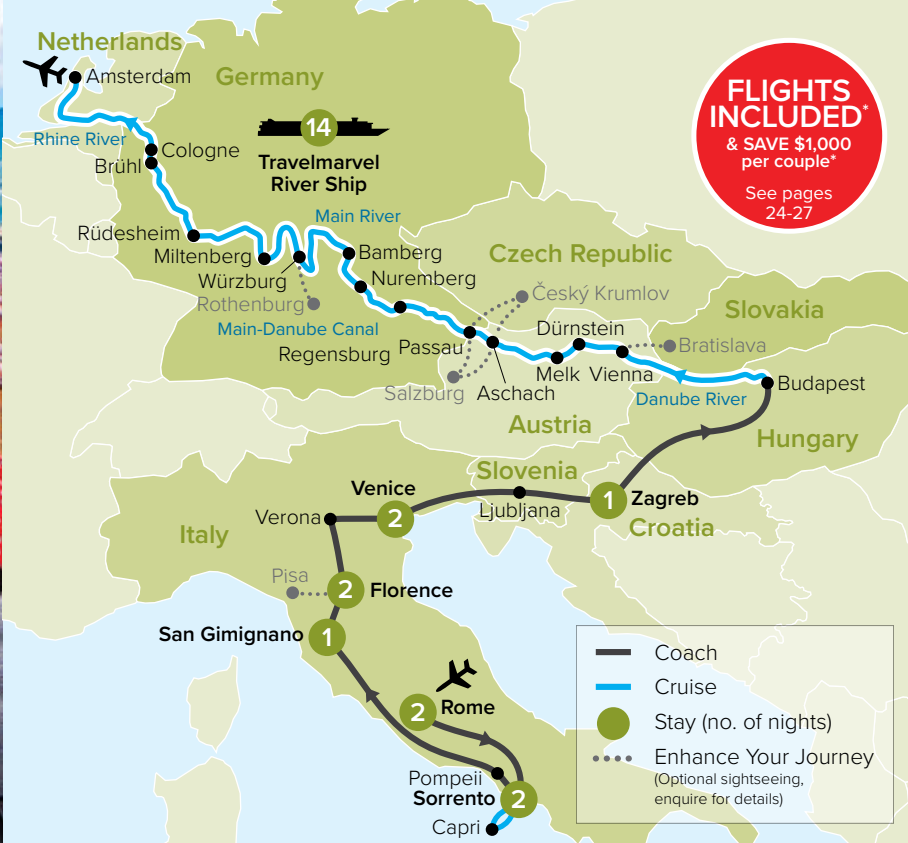 Netherlands
Amsterdam
Germany
FLIGHTS
INCLUDED*
& SAVE $1,000
per couple*
See pages
24-27
14
Travelmarvel
River Ship
Rhine River
Cologne
Brühl
Main River
Rüdesheim
Miltenberg
Bamberg
Würzburg
Nuremberg
Rothenburg
Main-Danube Canal
Regensburg
Czech Republic
Český Krumlov
Slovakia
Dürnstein
Passau
Bratislava
Salzburg
Aschach
Melk
Vienna
Budapest
Danube River
Austria
Hungary
Slovenia
Venice
2
Verona
Ljubljana
1
Zagreb
Croatia
Italy
Pisa
2
Florence
San Gimignano
1
2
Rome
Pompeii
Sorrento
2
Capri
Coach
Cruise
Stay (no. of nights)
Enhance Your Journey
(Optional sightseeing,
enquire for details)